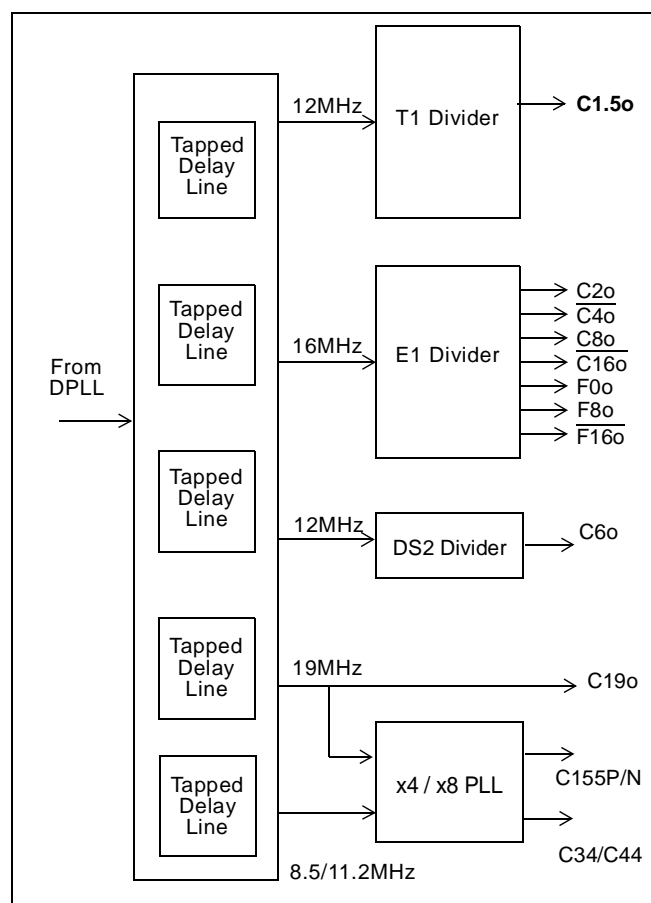 12MHz
T1 Divider
C1.5o
Tapped
Delay
Line
Tapped
Delay
Line
16MHz
E1 Divider
C2o
C4o
C8o
C16o
F0o
F8o
F16o
From
DPLL
Tapped
Delay
Line
12MHz
DS2 Divider
C6o
Tapped
Delay
Line
19MHz
C19o
Tapped
Delay
Line
x4 / x8 PLL
C155P/N
C34/C44
8.5/11.2MHz